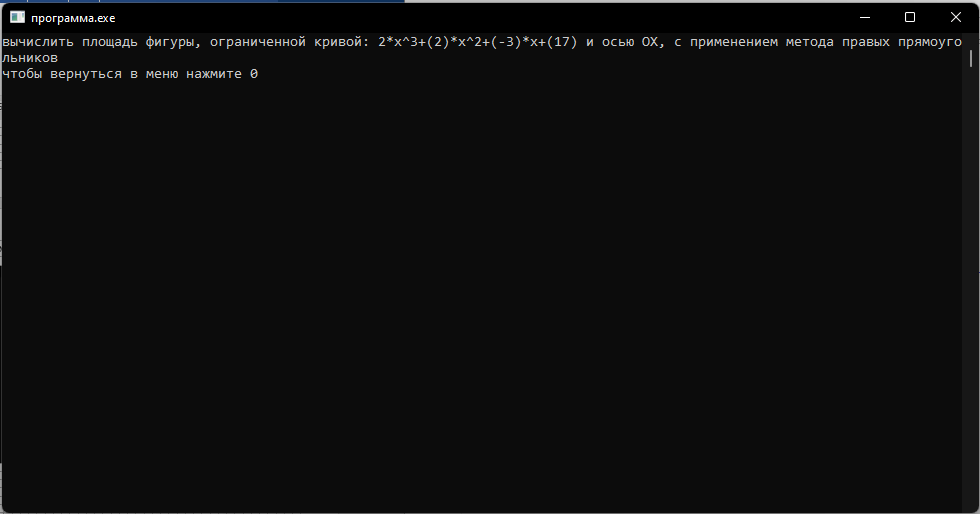 программа.exe
вычислить площадь фигуры, ограниченной кривой: 2*x^3+(2)*x^2+(-3)*x+(17) и осью OX, с применением метода правых прямоуго
льников
чтобы вернуться в меню нажмите 0